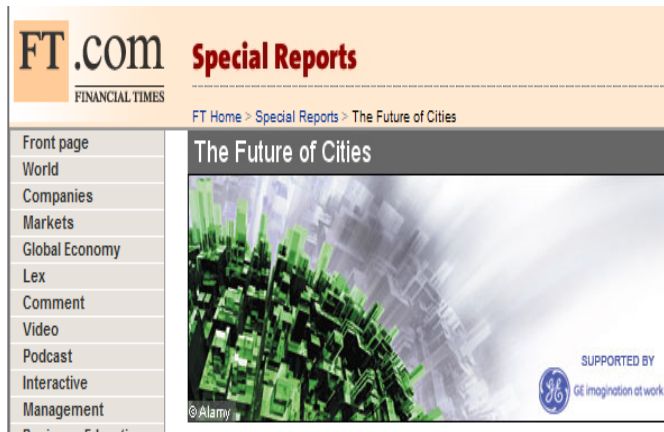 FT.com
FINANCIAL TIMES
Special Reports
FT Home > Special Reports > The Future of Cities
Front page
World
Companies
Markets
Global Economy
Lex
Comment
Video
Podcast
Interactive
Management
The Future of Cities
SUPPORTED BY
GE imagination at work
© Alamy